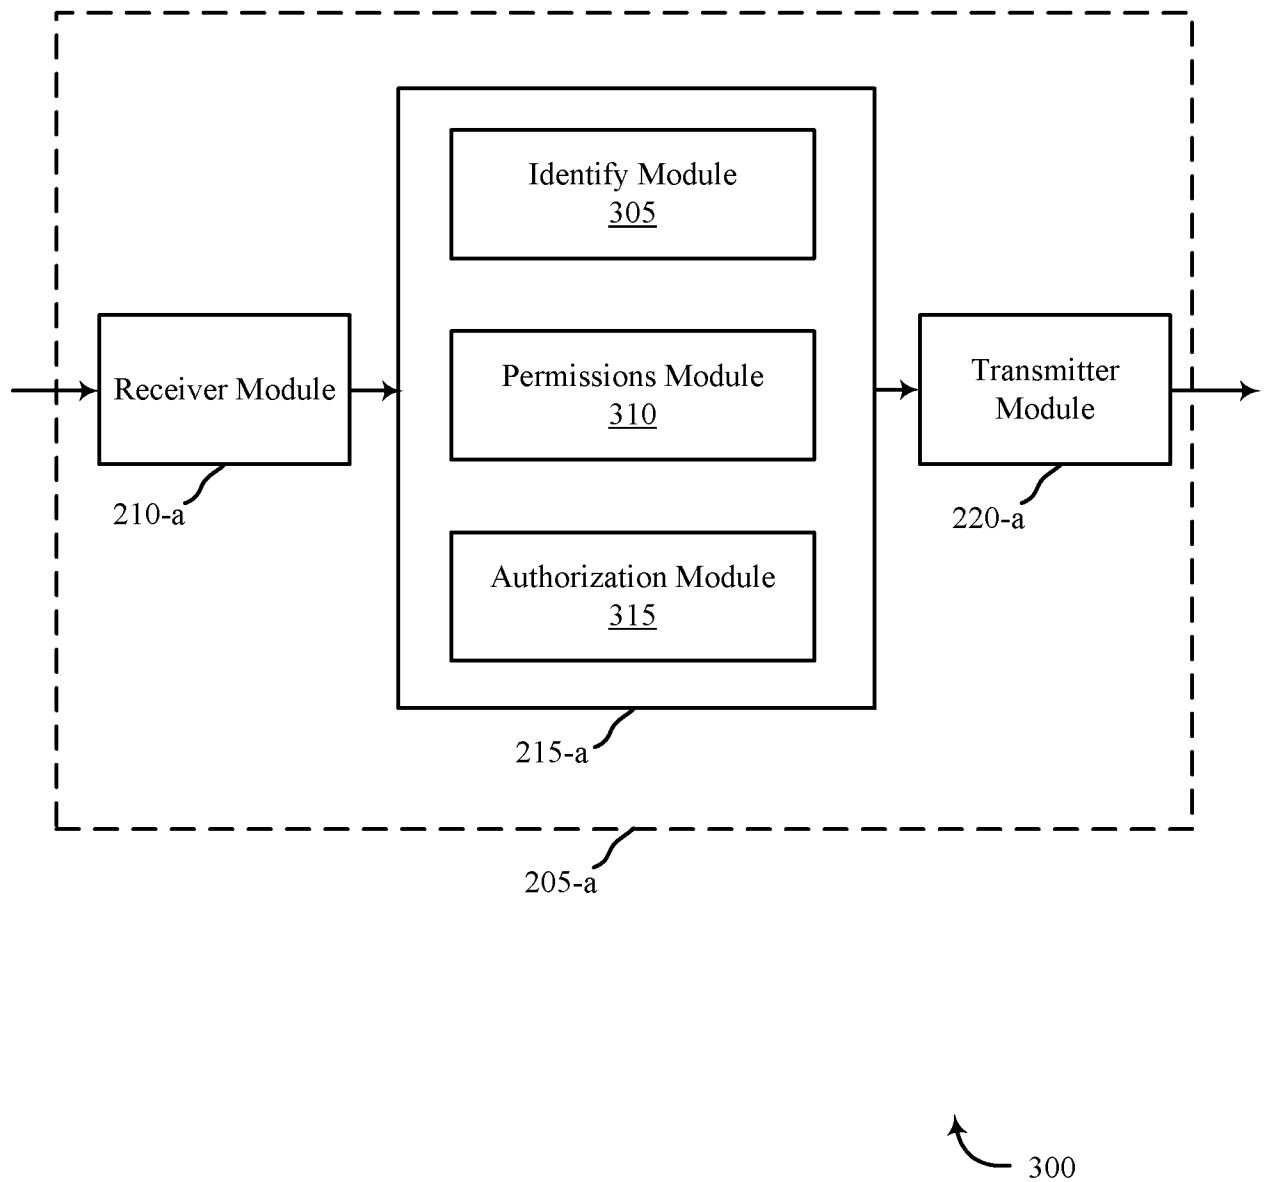 Identify Module
305
Receiver Module
Permissions Module
310
Transmitter
Module
210-a
220-a
Authorization Module
315
215-a
205-a
300